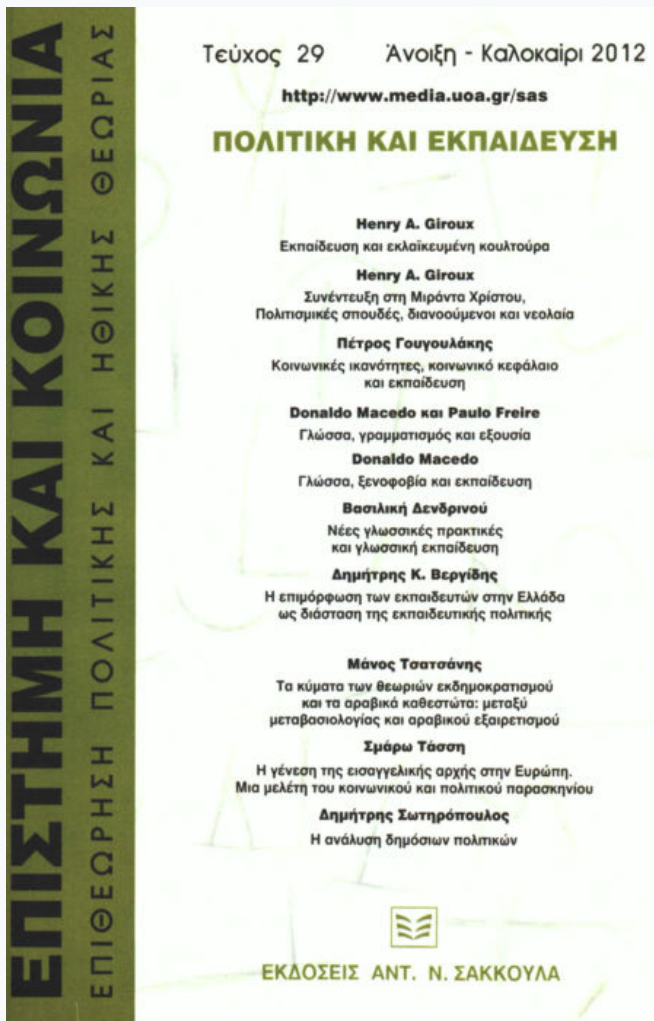 ΕΠΙΣΤΗΜΗ ΚΑΙ ΚΟΙΝΩΝΙΑ
ΕΠΙΘΕΩΡΗΣΗ ΠΟΛΙΤΙΚΗΣ ΚΑΙ ΗΘΙΚΗΣ ΘΕΩΡΙΑΣ
Τεύχος 29 Άνοιξη - Καλοκαίρι 2012
http://www.media.uoa.gr/sas
ΠΟΛΙΤΙΚΗ ΚΑΙ ΕΚΠΑΙΔΕΥΣΗ
Henry A. Giroux
Εκπαίδευση και εκλαϊκευμένη κουλτούρα
Henry A. Giroux
Συνέντευξη στη Μιράντα Χρίστου,
Πολιτισμικές σπουδές, διανοούμενοι και νεολαία
Πέτρος Γουγουλάκης
Κοινωνικές ικανότητες, κοινωνικό κεφάλαιο
και εκπαίδευση
Donaldo Macedo και Paulo Freire
Γλώσσα, γραμματισμός και εξουσία
Donaldo Macedo
Γλώσσα, ξενοφοβία και εκπαίδευση
Βασιλική Δενδρινού
Νέες γλωσσικές πρακτικές
και γλωσσική εκπαίδευση
Δημήτρης Κ. Βεργίδης
Η επιμόρφωση των εκπαιδευτών στην Ελλάδα
ως διάσταση της εκπαιδευτικής πολιτικής
Μάνος Τσατσάνης
Τα κύματα των θεωριών εκδημοκρατισμού
και τα αραβικά καθεστώτα: μεταξύ
μεταβασιολογίας και αραβικού εξαιρετισμού
Σμάρω Τάσση
Η γένεση της εισαγγελικής αρχής στην Ευρώπη.
Μια μελέτη του κοινωνικού και πολιτικού παρασκηνίου
Δημήτρης Σωτηρόπουλος
Η ανάλυση δημόσιων πολιτικών
ΕΚΔΟΣΕΙΣ ΑΝΤ. Ν. ΣΑΚΚΟΥΛΑ